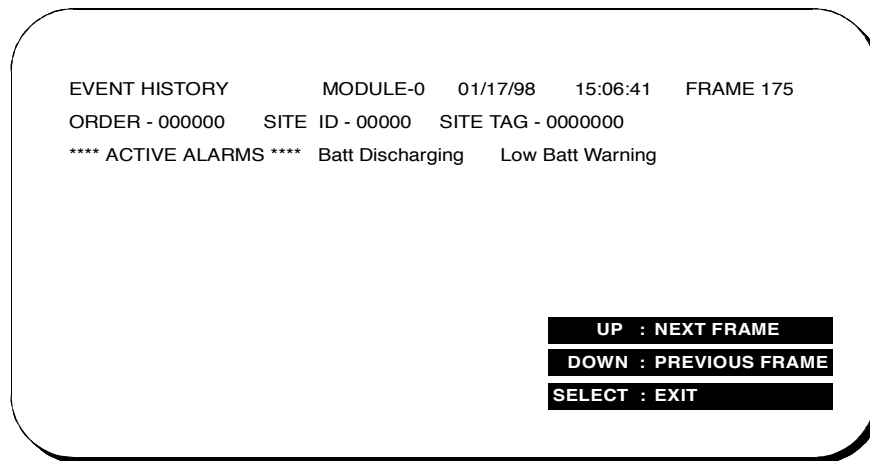 EVENT HISTORY MODULE-0 01/17/98 15:06:41 FRAME 175
ORDER - 000000 SITE ID - 00000 SITE TAG - 0000000
**** ACTIVE ALARMS **** Batt Discharging Low Batt Warning
UP : NEXT FRAME
DOWN : PREVIOUS FRAME
SELECT : EXIT